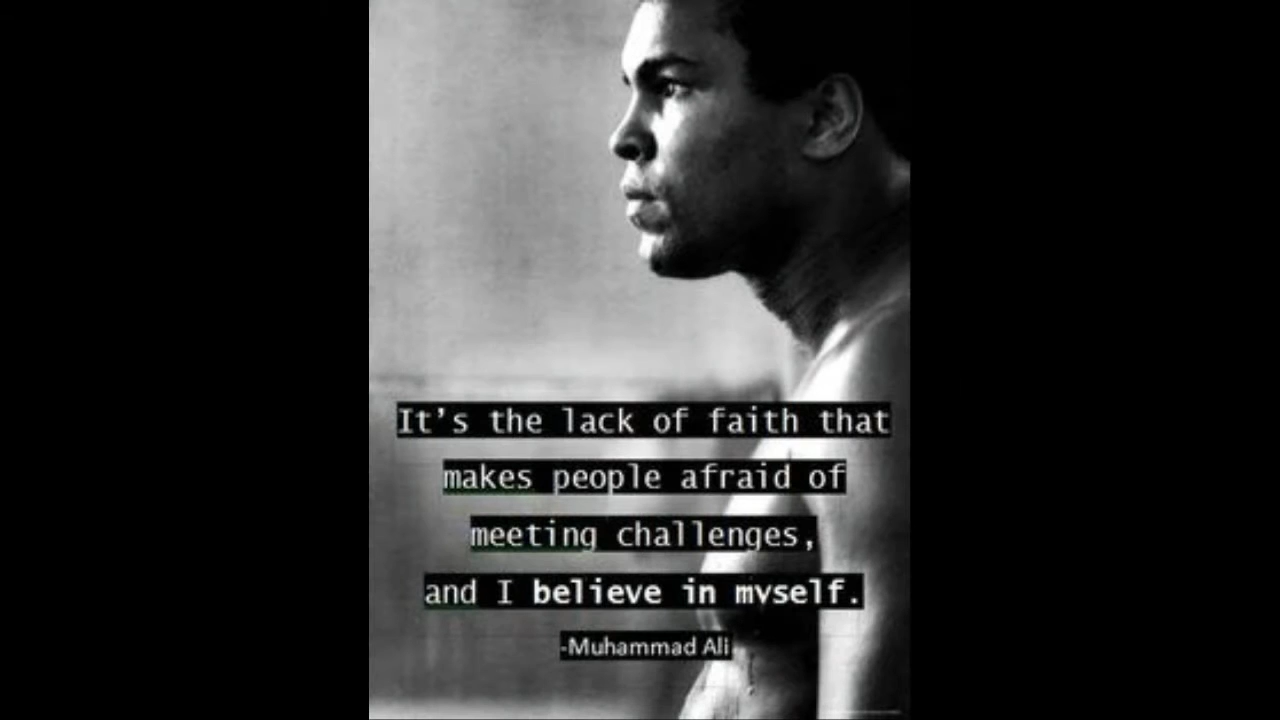 It's the lack of faith that
makes people afraid of
meeting challenges,
and I believe in myself.
-Muhammad Ali